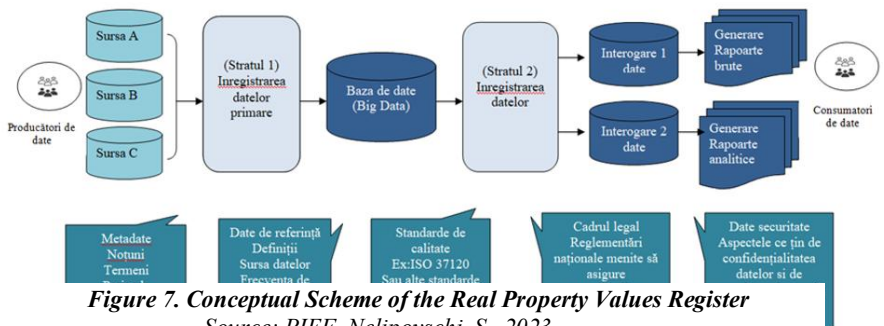 Sursa A
Sursa B
Sursa C
Producători de
date
(Stratul 1)
Inregistrarea
datelor
primare
Baza de date
(Big Data)
(Stratul 2)
Inregistrarea
datelor
Interogare 1
date
Interogare 2
date
Generare
Rapoarte
brute
Generare
Rapoarte
analitice
Consumatori
de date
Metadate
Noțuni
Termeni
Date de referință
Definiții
Sursa datelor
Frecvența de
Standarde de
calitate
Ex:ISO 37120
Sau alte standarde
Cadrul legal
Reglementări
naționale menite să
asigure
Date securitate
Aspectele ce țin de
confidențialitatea
datelor si de
Figure 7. Conceptual Scheme of the Real Property Values Register